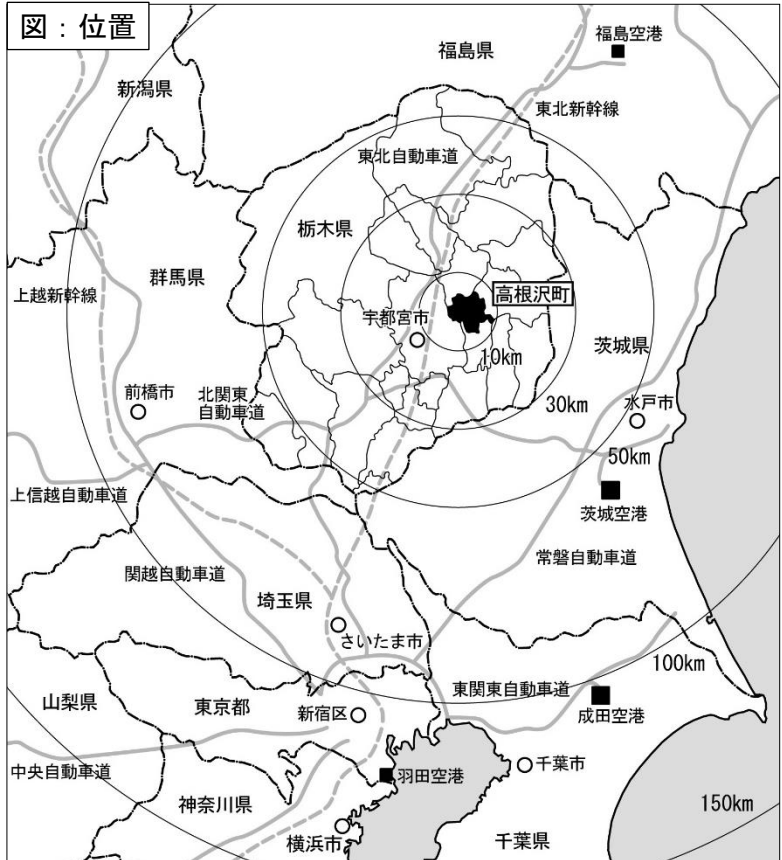 図：位置
福島県
福島空港
新潟県
東北新幹線
東北自動車道
栃木県
群馬県
上越新幹線
高根沢町
宇都宮市
茨城県
10km
前橋市
北関東
自動車道
30km
水戸市
50km
上信越自動車道
茨城空港
常磐自動車道
関越自動車道
埼玉県
さいたま市
100km
東関東自動車道
山梨県
東京都
新宿区
成田空港
中央自動車道
羽田空港
千葉市
神奈川県
150km
横浜市
千葉県